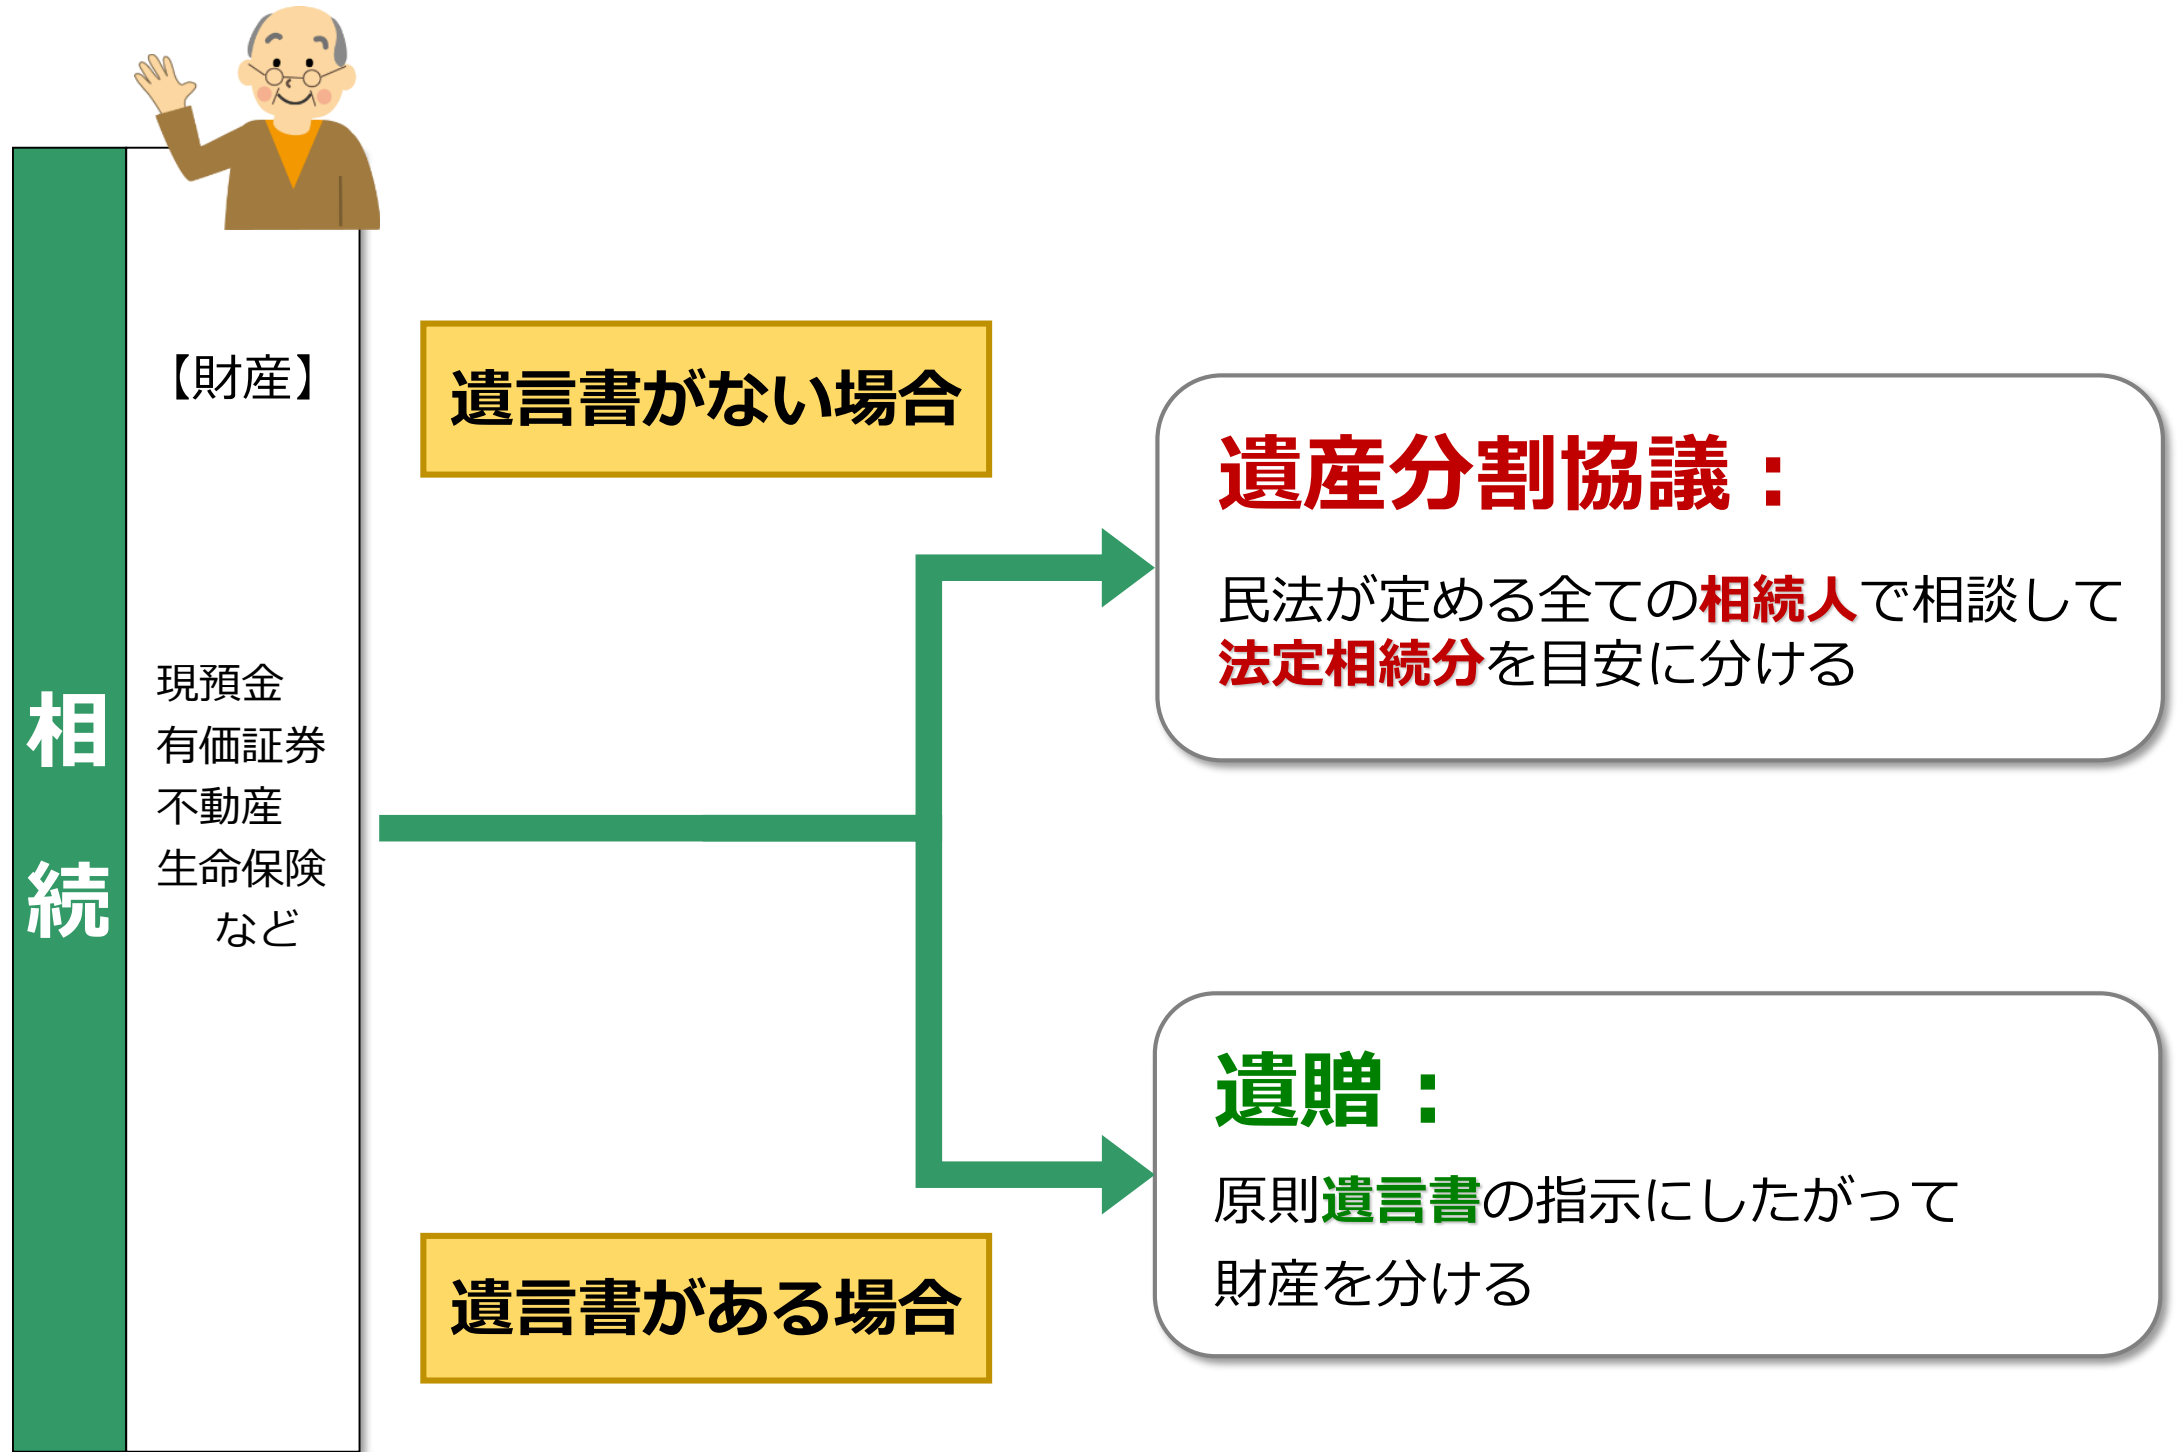 相続
【財産】
現預金
有価証券
不動産
生命保険
など
遺言書がない場合
遺産分割協議：
民法が定める全ての相続人で相談して
法定相続分を目安に分ける
遺言書がある場合
遺贈：
原則遺言書の指示にしたがって
財産を分ける